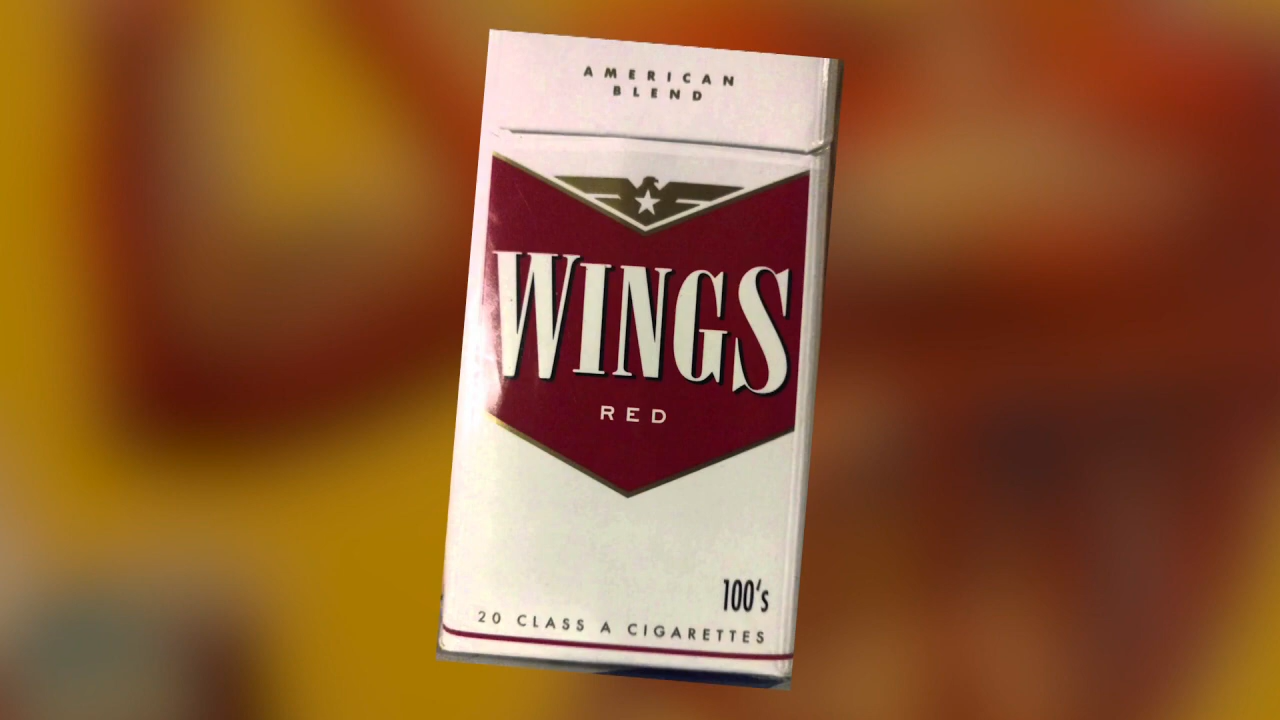 AMERICAN
BLEND
WINGS
RED
100's
20 CLASS A CIGARETTES